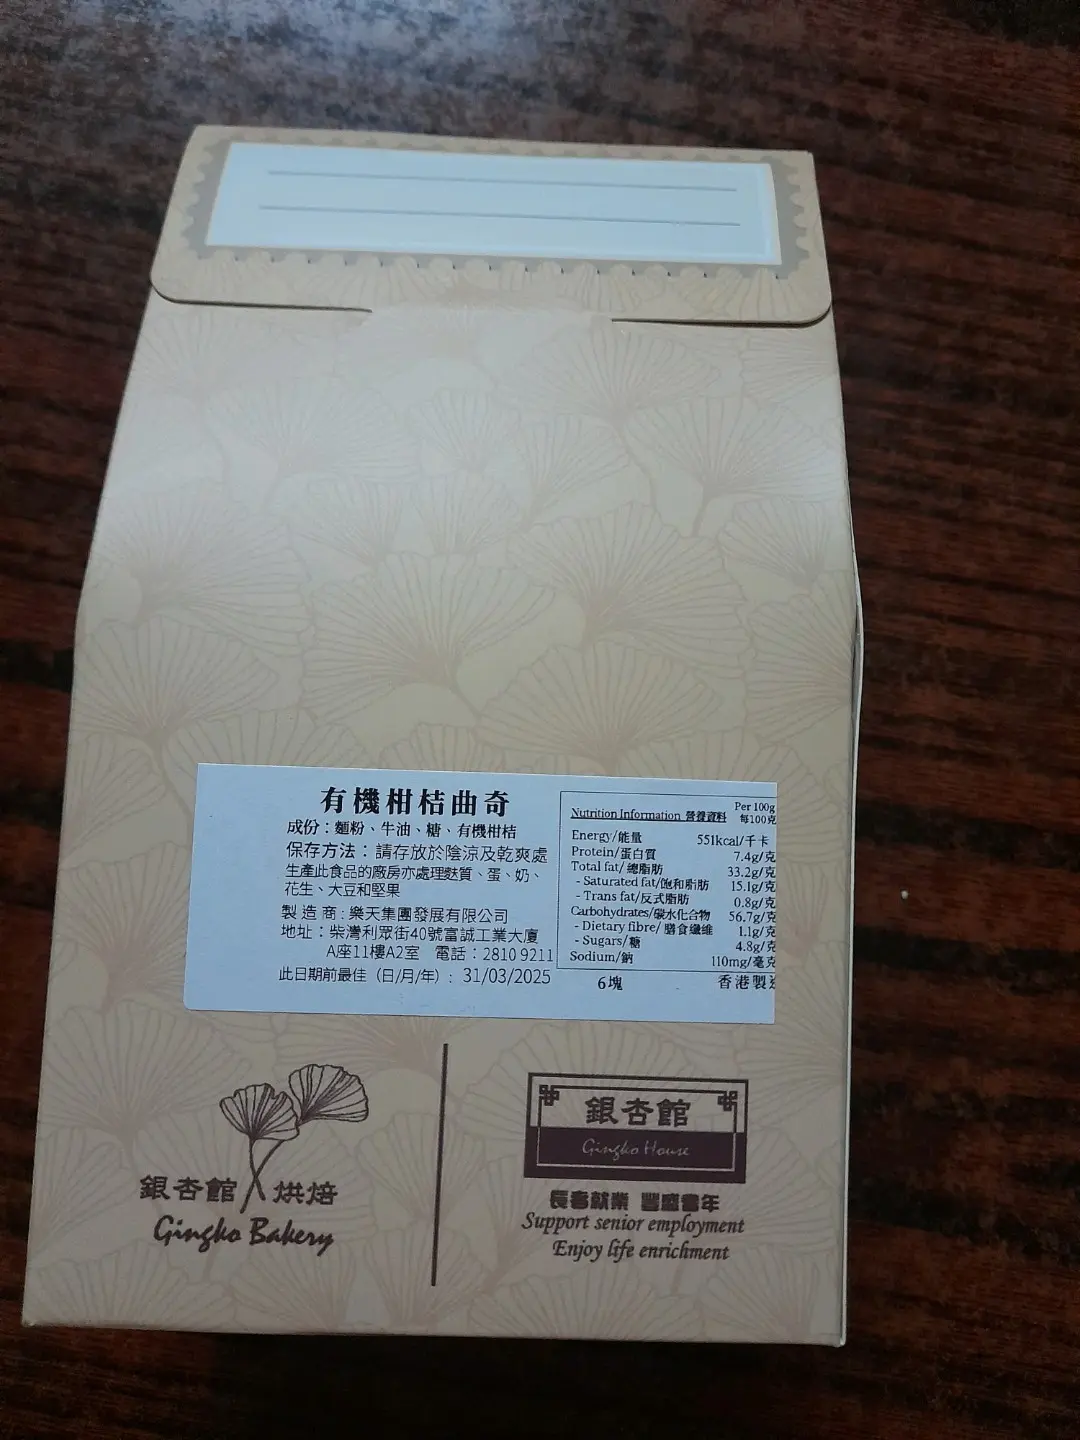 有機柑桔曲奇
成份：麵粉、牛油、糖、有機柑桔
保存方法：請存放於陰涼及乾爽處
生產此食品的廠房亦處理麩質、蛋、奶、
花生、大豆和堅果
製造商：樂天集團發展有限公司
地址：柴灣利眾街40號富誠工業大廈
A座11樓A2室 電話：2810 9211
此日期前最佳（日/月/年）：31/03/2025
Per 100g
Nutrition Information 營養資料 每100克
Energy/能量 551kcal/千卡
Protein/蛋白質 7.4g/克
Total fat/總脂肪 33.2g/克
- Saturated fat/飽和脂肪 15.1g/克
- Trans fat/反式脂肪 0.8g/克
Carbohydrates/碳水化合物 56.7g/克
- Dietary fibre/膳食纖維 1.1g/克
- Sugars/糖 4.8g/克
Sodium/鈉 110mg/毫克
6塊 香港製
銀杏館烘焙
Gingko Bakery
銀杏館
Gingko House
長者就業 豐盛耆年
Support senior employment
Enjoy life enrichment